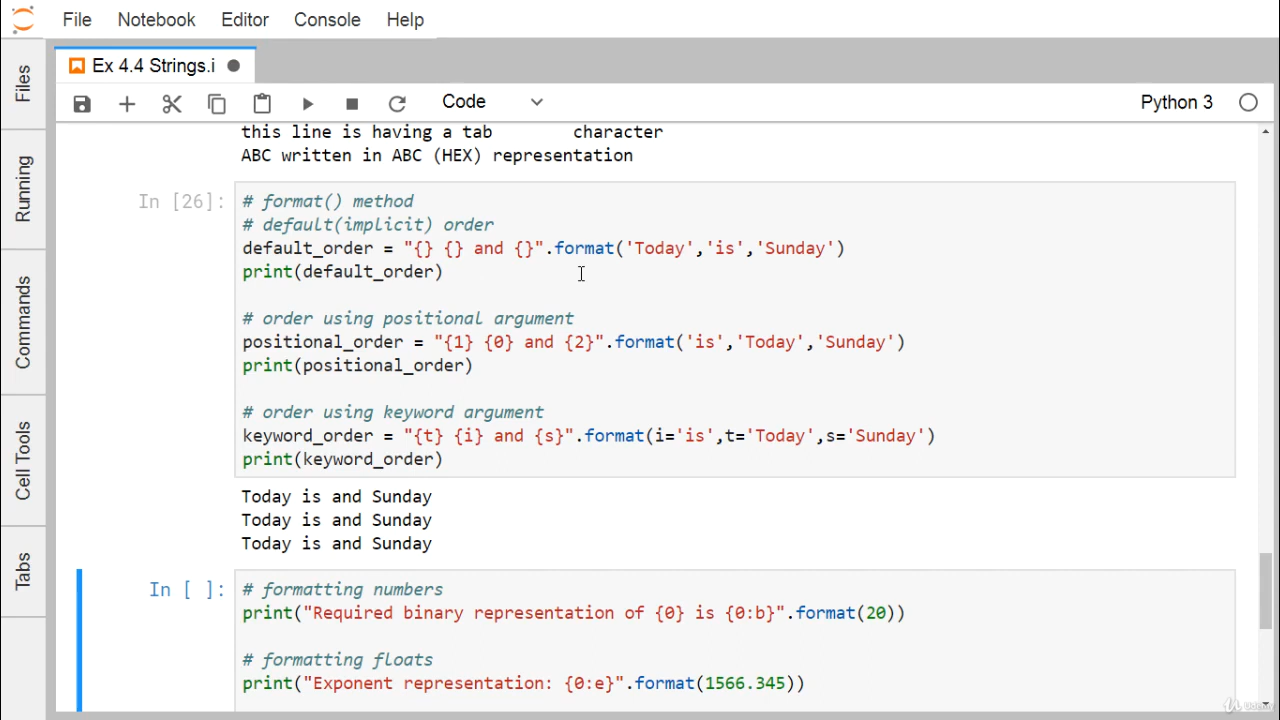 File Notebook Editor Console Help
Ex 4.4 Strings.i
Code
Python 3
Files
Running
Commands
Cell Tools
Tabs
this line is having a tab       character
ABC written in ABC (HEX) representation
In [26]:
# format() method
# default(implicit) order
default_order = "{} {} and {}".format('Today','is','Sunday')
print(default_order)
# order using positional argument
positional_order = "{1} {0} and {2}".format('is','Today','Sunday')
print(positional_order)
# order using keyword argument
keyword_order = "{t} {i} and {s}".format(i='is',t='Today',s='Sunday')
print(keyword_order)
Today is and Sunday
Today is and Sunday
Today is and Sunday
In [ ]:
# formatting numbers
print("Required binary representation of {0} is {0:b}".format(20))
# formatting floats
print("Exponent representation: {0:e}".format(1566.345))
Udemy